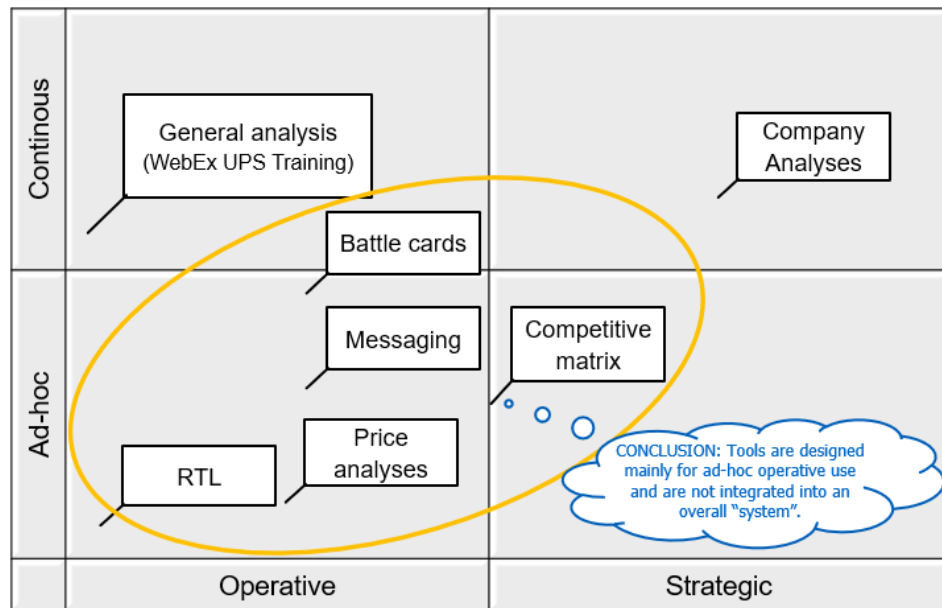 Continous
General analysis
(WebEx UPS Training)
Company
Analyses
Battle cards
Ad-hoc
Messaging
Competitive
matrix
Price
analyses
RTL
CONCLUSION: Tools are designed
mainly for ad-hoc operative use
and are not integrated into an
overall “system”.
Operative
Strategic